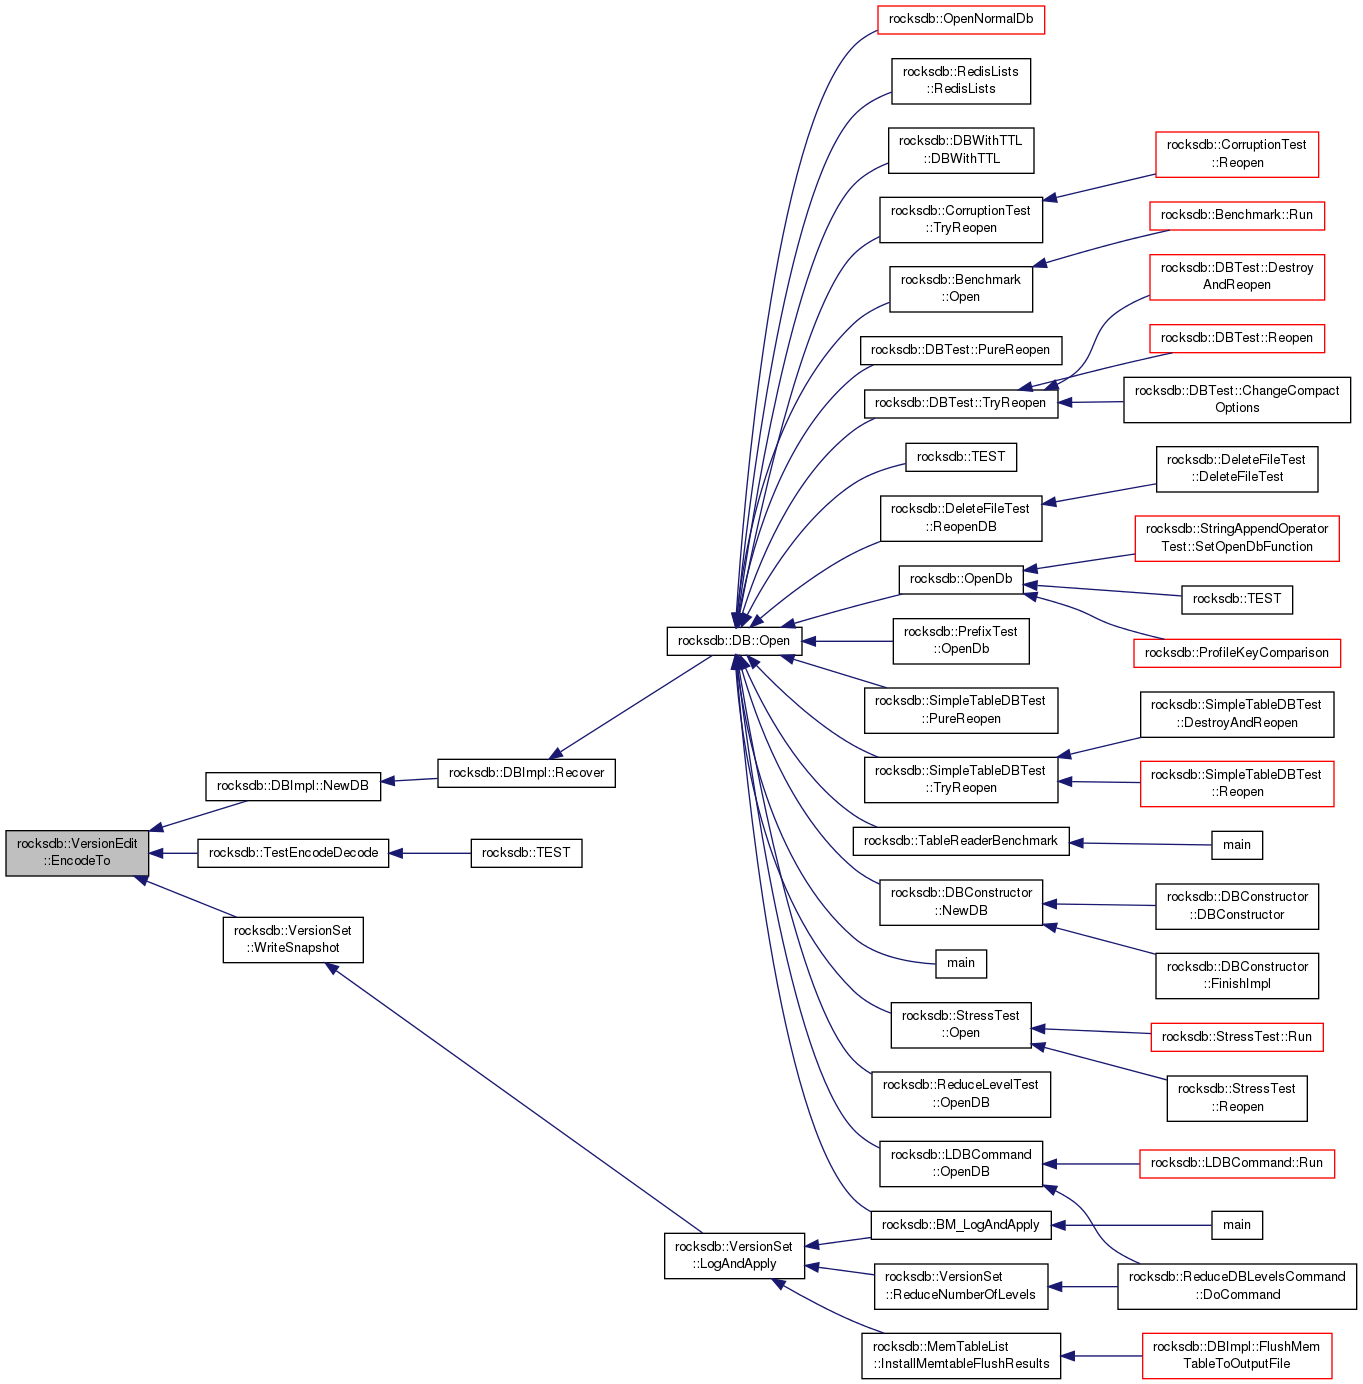 rocksdb::OpenNormalDb
rocksdb::RedisLists
::RedisLists
rocksdb::DBWithTTL
::DBWithTTL
rocksdb::CorruptionTest
::Reopen
rocksdb::CorruptionTest
::TryReopen
rocksdb::Benchmark::Run
rocksdb::Benchmark
::Open
rocksdb::DBTest::Destroy
AndReopen
rocksdb::DBTest::PureReopen
rocksdb::DBTest::Reopen
rocksdb::DBTest::TryReopen
rocksdb::DBTest::ChangeCompact
Options
rocksdb::TEST
rocksdb::DeleteFileTest
::DeleteFileTest
rocksdb::DeleteFileTest
::ReopenDB
rocksdb::StringAppendOperator
Test::SetOpenDbFunction
rocksdb::OpenDb
rocksdb::TEST
rocksdb::DB::Open
rocksdb::PrefixTest
::OpenDb
rocksdb::ProfileKeyComparison
rocksdb::SimpleTableDBTest
::PureReopen
rocksdb::SimpleTableDBTest
::DestroyAndReopen
rocksdb::DBImpl::Recover
rocksdb::DBImpl::NewDB
rocksdb::SimpleTableDBTest
::TryReopen
rocksdb::SimpleTableDBTest
::Reopen
rocksdb::VersionEdit
::EncodeTo
rocksdb::TestEncodeDecode
rocksdb::TEST
rocksdb::TableReaderBenchmark
main
rocksdb::DBConstructor
::NewDB
rocksdb::DBConstructor
::DBConstructor
rocksdb::VersionSet
::WriteSnapshot
main
rocksdb::DBConstructor
::FinishImpl
rocksdb::StressTest
::Open
rocksdb::StressTest::Run
rocksdb::ReduceLevelTest
::OpenDB
rocksdb::StressTest
::Reopen
rocksdb::LDBCommand
::OpenDB
rocksdb::LDBCommand::Run
rocksdb::BM_LogAndApply
main
rocksdb::VersionSet
::LogAndApply
rocksdb::VersionSet
::ReduceNumberOfLevels
rocksdb::ReduceDBLevelsCommand
::DoCommand
rocksdb::MemTableList
::InstallMemtableFlushResults
rocksdb::DBImpl::FlushMem
TableToOutputFile